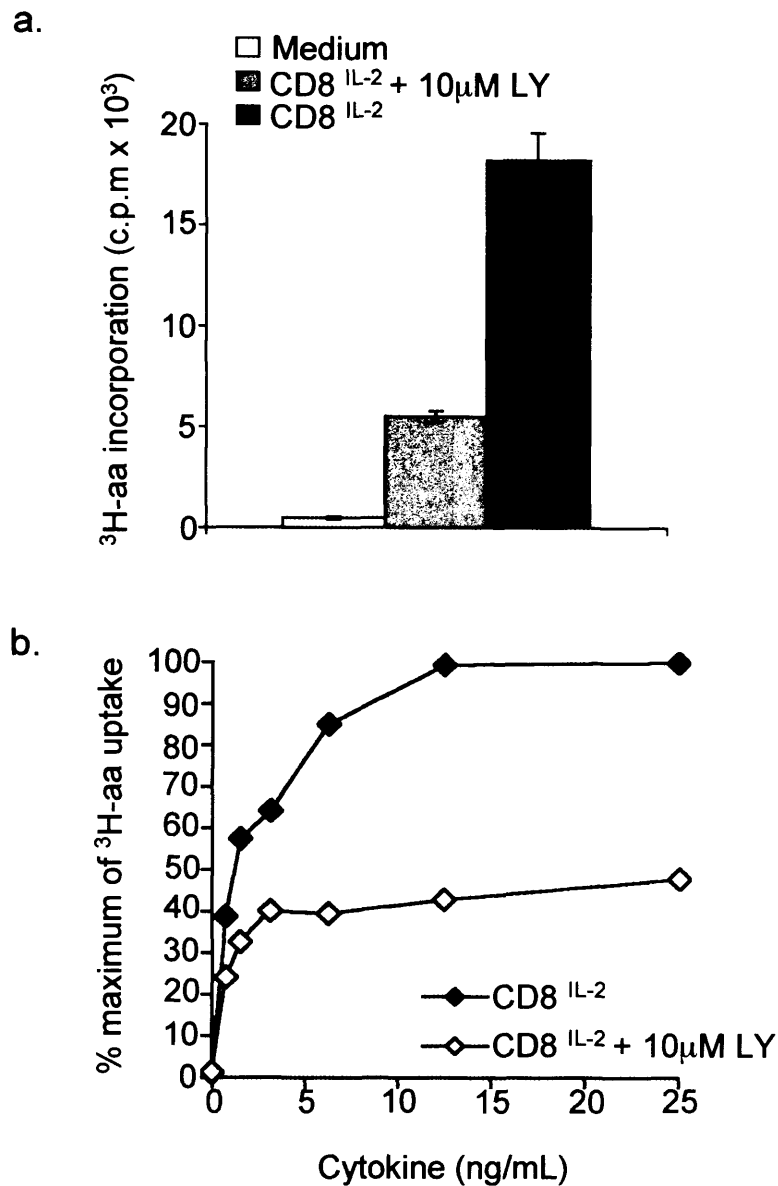 a.
Medium
CD8 IL-2 + 10μM LY
CD8 IL-2
³H-aa incorporation (c.p.m x 10³)
20
15
10
5
0
b.
% maximum of ³H-aa uptake
100
90
80
70
60
50
40
30
20
10
0
CD8 IL-2
CD8 IL-2 + 10μM LY
0 5 10 15 20 25
Cytokine (ng/mL)